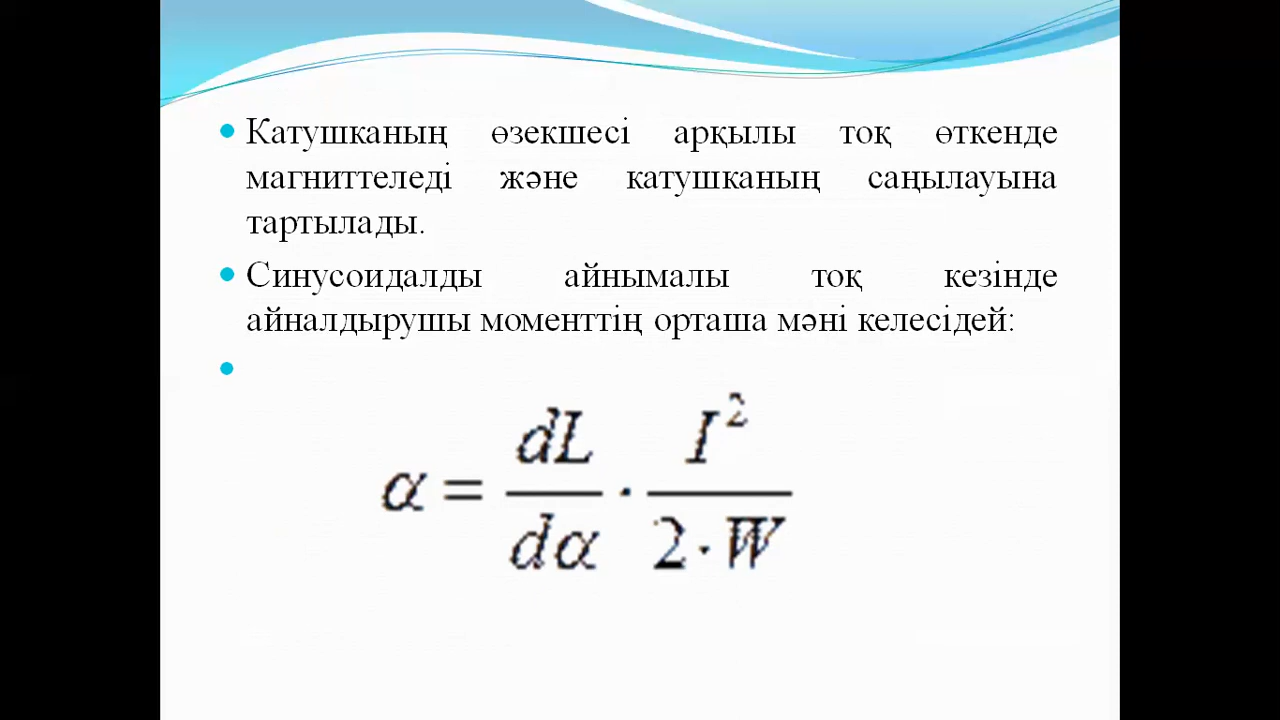 Катушканың өзекшесі арқылы тоқ өткенде
магниттеледі және катушканың саңылауына
тартылады.
Синусоидалды айнымалы тоқ кезінде
айналдырушы моменттің орташа мәні келесідей:
α = dL/dα · I²/2·W